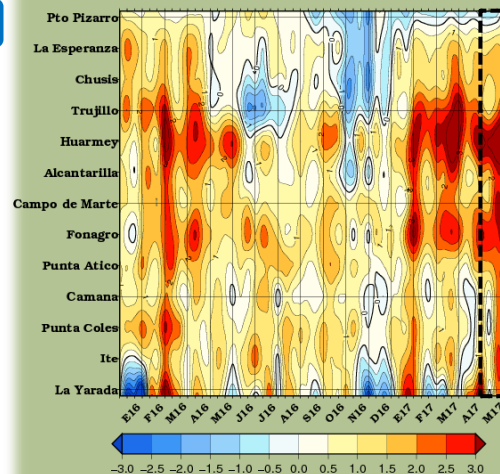 Pto Pizarro
La Esperanza
Chusis
Trujillo
Huarmey
Alcantarilla
Campo de Marte
Fonagro
Punta Atico
Camana
Punta Coles
Ite
La Yarada
E16 F16 M16 A16 M16 J16 J16 A16 S16 O16 N16 D16 E17 F17 M17 A17 M17
−3.0 −2.5 −2.0 −1.5 −1.0 −0.5 0.0 0.5 1.0 1.5 2.0 2.5 3.0